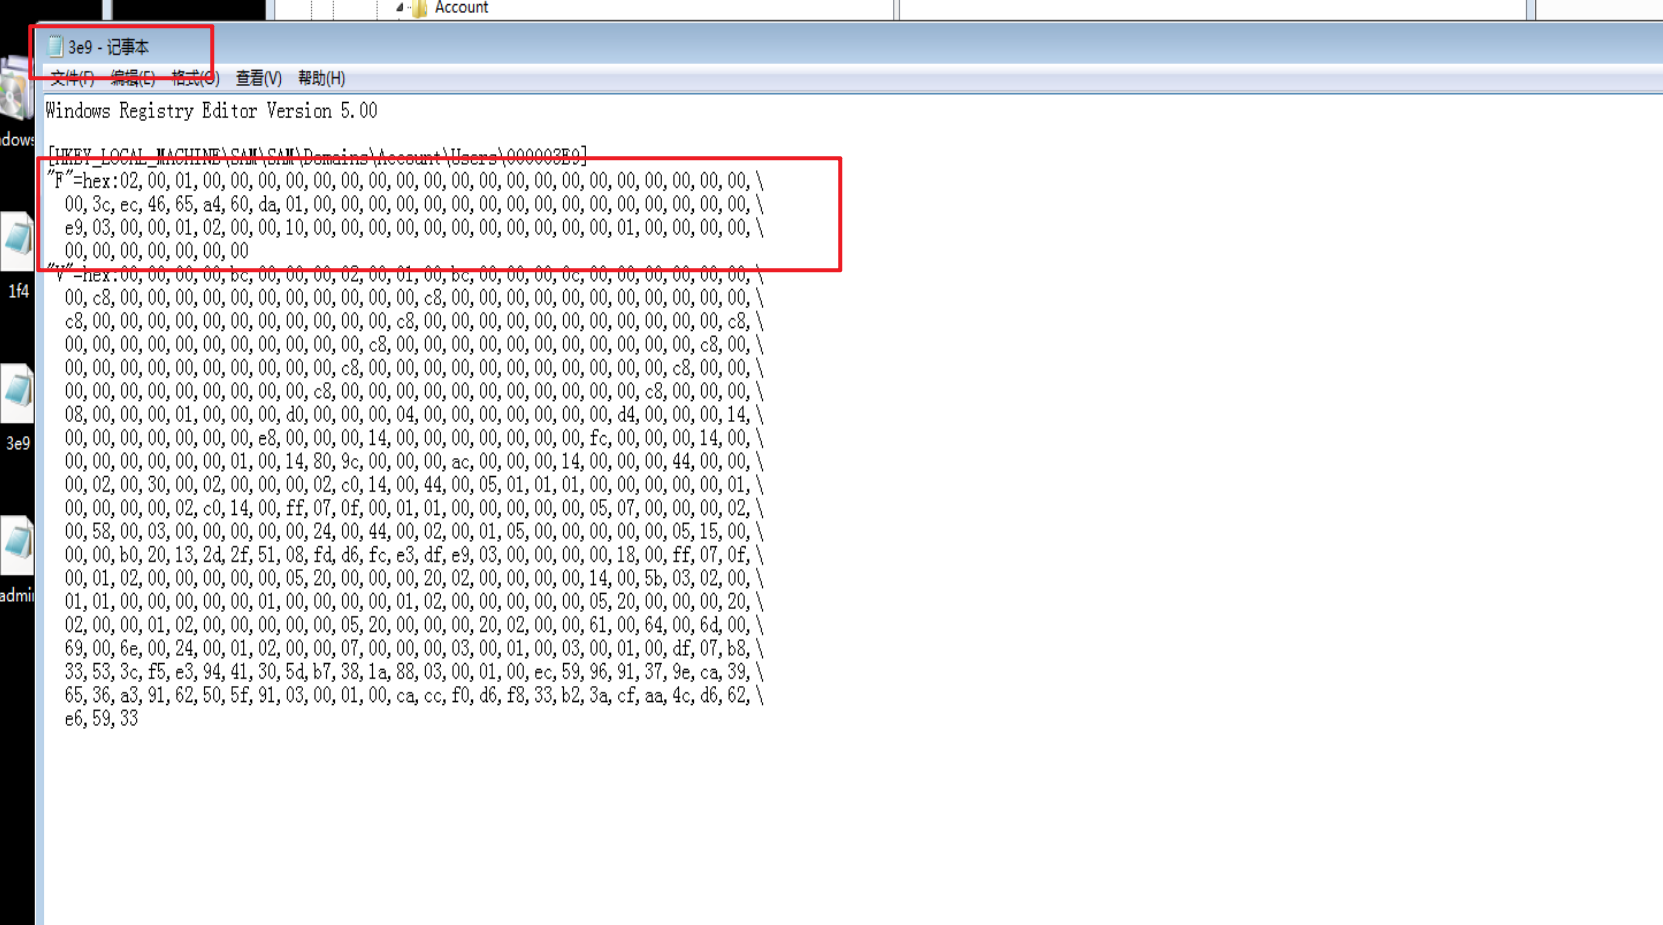 Account
3e9 - 记事本
文件(F) 编辑(E) 格式(O) 查看(V) 帮助(H)
Windows Registry Editor Version 5.00
dows
[HKEY_LOCAL_MACHINE\SAM\SAM\Domains\Account\Users\000003E9]
"F"=hex:02,00,01,00,00,00,00,00,00,00,00,00,00,00,00,00,00,00,00,00,00,00,00,\
00,3c,ec,46,65,a4,60,da,01,00,00,00,00,00,00,00,00,00,00,00,00,00,00,00,00,\
e9,03,00,00,01,02,00,00,10,00,00,00,00,00,00,00,00,00,00,00,01,00,00,00,00,\
00,00,00,00,00,00,00
"V"=hex:00,00,00,00,bc,00,00,00,02,00,01,00,bc,00,00,00,0c,00,00,00,00,00,00,\
00,c8,00,00,00,00,00,00,00,00,00,00,00,c8,00,00,00,00,00,00,00,00,00,00,00,\
c8,00,00,00,00,00,00,00,00,00,00,00,c8,00,00,00,00,00,00,00,00,00,00,00,c8,\
00,00,00,00,00,00,00,00,00,00,00,c8,00,00,00,00,00,00,00,00,00,00,00,c8,00,\
00,00,00,00,00,00,00,00,00,00,c8,00,00,00,00,00,00,00,00,00,00,00,c8,00,00,\
00,00,00,00,00,00,00,00,00,c8,00,00,00,00,00,00,00,00,00,00,00,c8,00,00,00,\
08,00,00,00,01,00,00,00,d0,00,00,00,04,00,00,00,00,00,00,00,d4,00,00,00,14,\
00,00,00,00,00,00,00,e8,00,00,00,14,00,00,00,00,00,00,00,fc,00,00,00,14,00,\
00,00,00,00,00,00,01,00,14,80,9c,00,00,00,ac,00,00,00,14,00,00,00,44,00,00,\
00,02,00,30,00,02,00,00,00,02,c0,14,00,44,00,05,01,01,01,00,00,00,00,00,01,\
00,00,00,00,02,c0,14,00,ff,07,0f,00,01,01,00,00,00,00,00,05,07,00,00,00,02,\
00,58,00,03,00,00,00,00,00,24,00,44,00,02,00,01,05,00,00,00,00,00,05,15,00,\
00,00,b0,20,13,2d,2f,51,08,fd,d6,fc,e3,df,e9,03,00,00,00,00,18,00,ff,07,0f,\
00,01,02,00,00,00,00,00,05,20,00,00,00,20,02,00,00,00,00,14,00,5b,03,02,00,\
01,01,00,00,00,00,00,01,00,00,00,00,01,02,00,00,00,00,00,05,20,00,00,00,20,\
02,00,00,01,02,00,00,00,00,00,05,20,00,00,00,20,02,00,00,61,00,64,00,6d,00,\
69,00,6e,00,24,00,01,02,00,00,07,00,00,00,03,00,01,00,03,00,01,00,df,07,b8,\
33,53,3c,f5,e3,94,41,30,5d,b7,38,1a,88,03,00,01,00,ec,59,96,91,37,9e,ca,39,\
65,36,a3,91,62,50,5f,91,03,00,01,00,ca,cc,f0,d6,f8,33,b2,3a,cf,aa,4c,d6,62,\
e6,59,33
1f4
3e9
admi